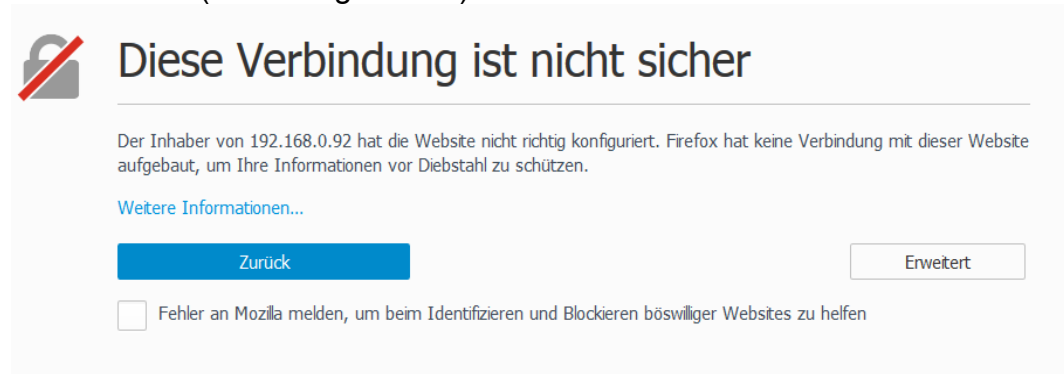 Diese Verbindung ist nicht sicher
Der Inhaber von 192.168.0.92 hat die Website nicht richtig konfiguriert. Firefox hat keine Verbindung mit dieser Website
aufgebaut, um Ihre Informationen vor Diebstahl zu schützen.
Weitere Informationen...
Zurück
Erweitert
Fehler an Mozilla melden, um beim Identifizieren und Blockieren böswilliger Websites zu helfen